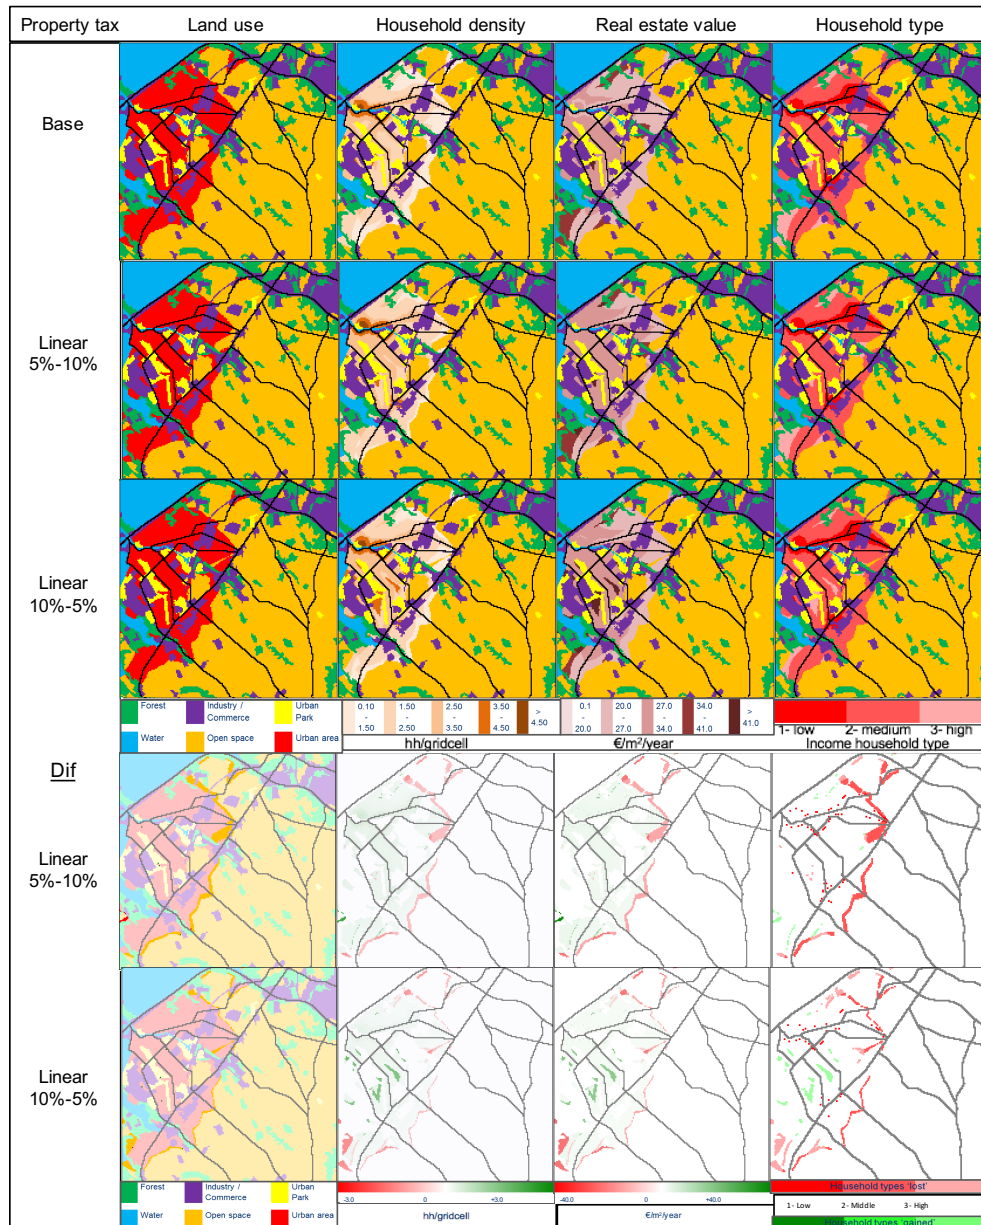 Property tax Land use Household density Real estate value Household type
Base
Linear
5%-10%
Linear
10%-5%
Forest Industry / Commerce Urban Park
Water Open space Urban area
0.10 - 1.50 1.50 - 2.50 2.50 - 3.50 3.50 - 4.50 > 4.50
hh/gridcell
0.1 - 20.0 20.0 - 27.0 27.0 - 34.0 34.0 - 41.0 > 41.0
€/m²/year
1- low 2- medium 3- high
Income household type
Dif
Linear
5%-10%
Linear
10%-5%
Forest Industry / Commerce Urban Park
Water Open space Urban area
-3.0 0 +3.0
hh/gridcell
-40.0 0 +40.0
€/m²/year
Household types 'lost'
1- Low 2- Middle 3- High
Household types 'gained'